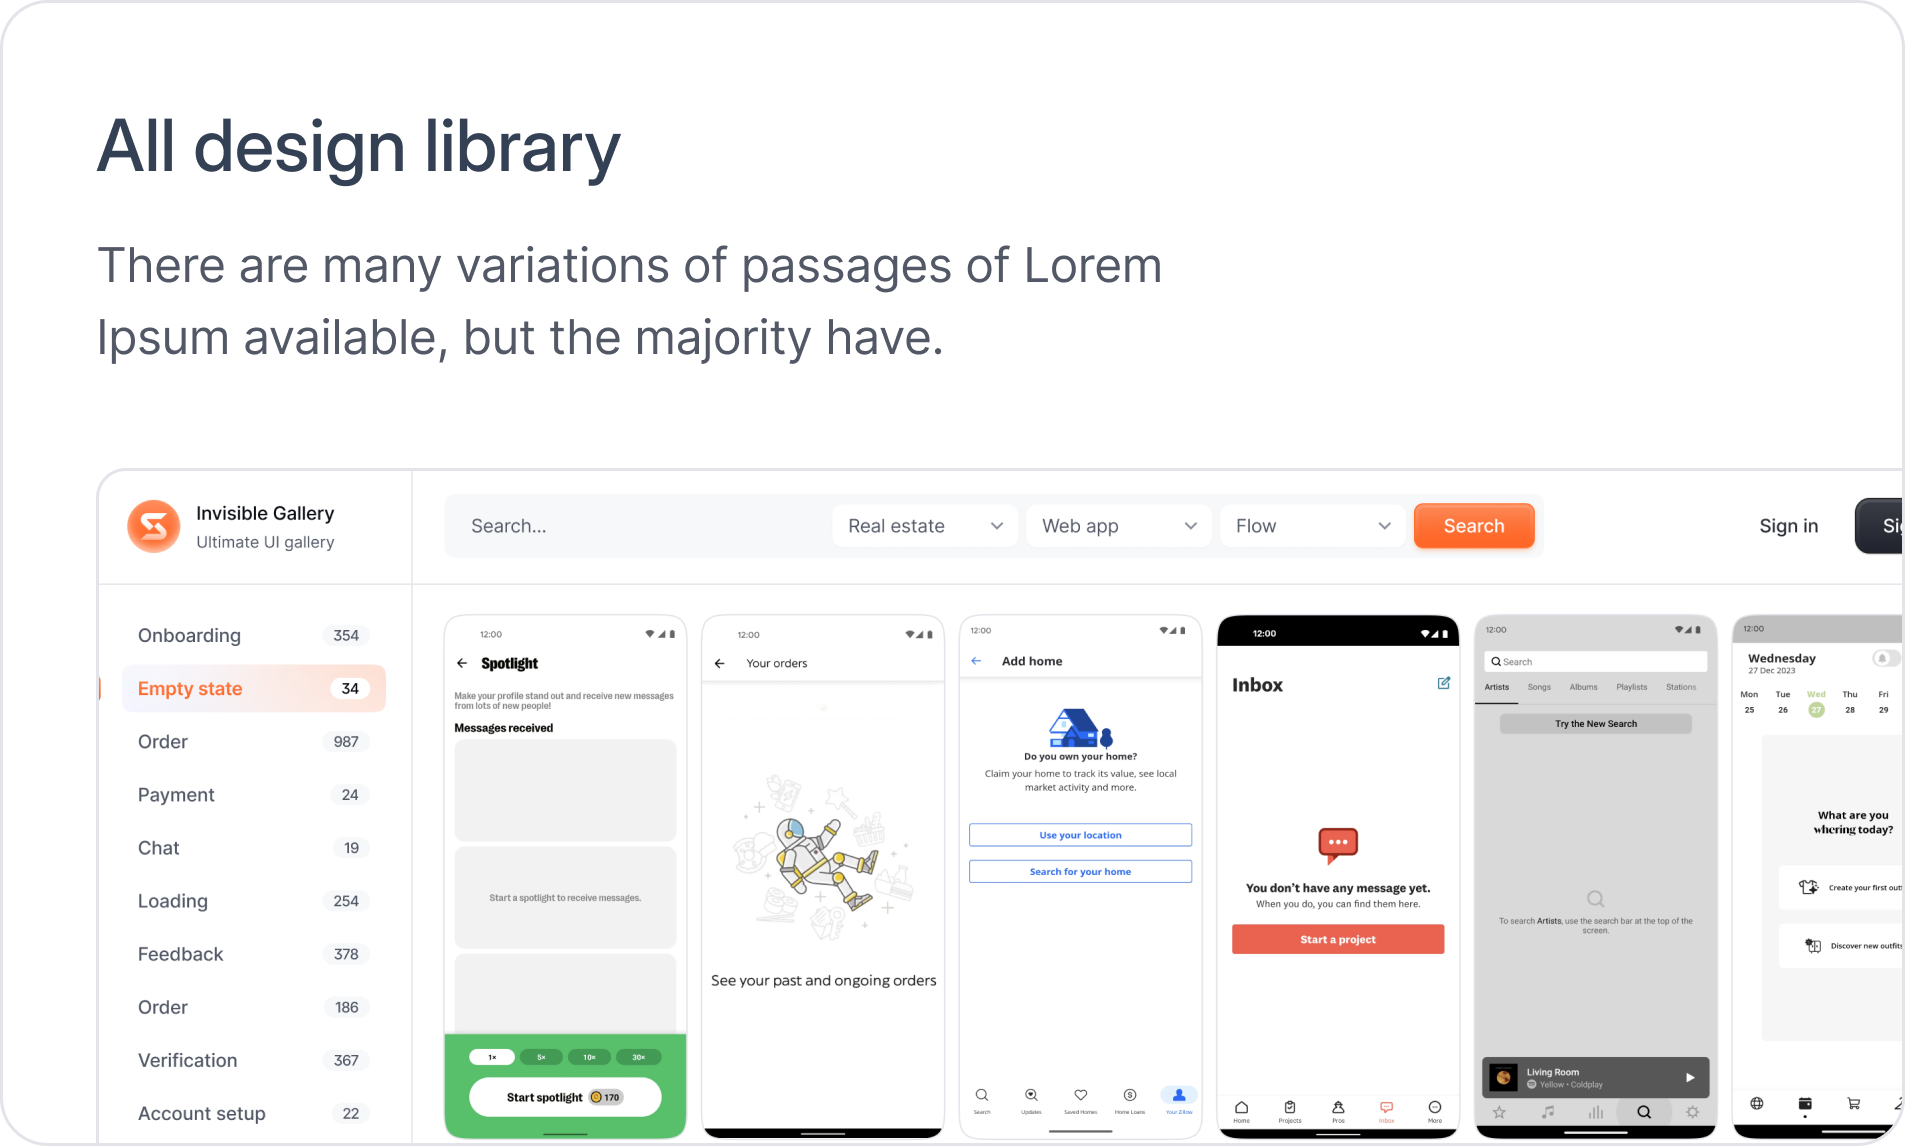 All design library
There are many variations of passages of Lorem
Ipsum available, but the majority have.
Invisible Gallery
Ultimate UI gallery
Search...
Real estate
Web app
Flow
Search
Sign in
Onboarding 354
Empty state 34
Order 987
Payment 24
Chat 19
Loading 254
Feedback 378
Order 186
Verification 367
Account setup 22
12:00
Spotlight
Make your profile stand out and receive new messages
from lots of new people!
Messages received
Start a spotlight to receive messages.
1× 5× 10× 30×
Start spotlight 170
12:00
Your orders
See your past and ongoing orders
12:00
Add home
Do you own your home?
Claim your home to track its value, see local
market activity and more.
Use your location
Search for your home
Search Updates Saved Homes Home Loans Your Zillow
12:00
Inbox
You don't have any message yet.
When you do, you can find them here.
Start a project
Home Projects Pros Inbox More
12:00
Search
Artists Songs Albums Playlists Stations
Try the New Search
To search Artists, use the search bar at the top of the
screen.
Living Room
Yellow • Coldplay
12:00
Wednesday
27 Dec 2023
Mon Tue Wed Thu Fri
25 26 27 28 29
What are you
whering today?
Create your first
Discover new outfits